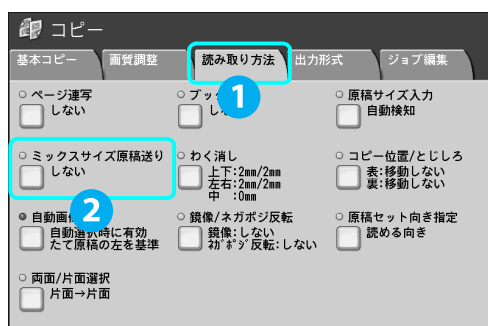 コピー
基本コピー
画質調整
読み取り方法
出力形式
ジョブ編集
ページ連写
しない
ブッ
1
原稿サイズ入力
自動検知
ミックスサイズ原稿送り
しない
わく消し
上下:2mm/2mm
左右:2mm/2mm
中 :0mm
コピー位置/とじしろ
表:移動しない
裏:移動しない
2
自動画
自動選択時に有効
たて原稿の左を基準
鏡像/ネガポジ反転
鏡像:しない
ﾈｶﾞﾎﾟｼﾞ反転:しない
原稿セット向き指定
読める向き
両面/片面選択
片面→片面